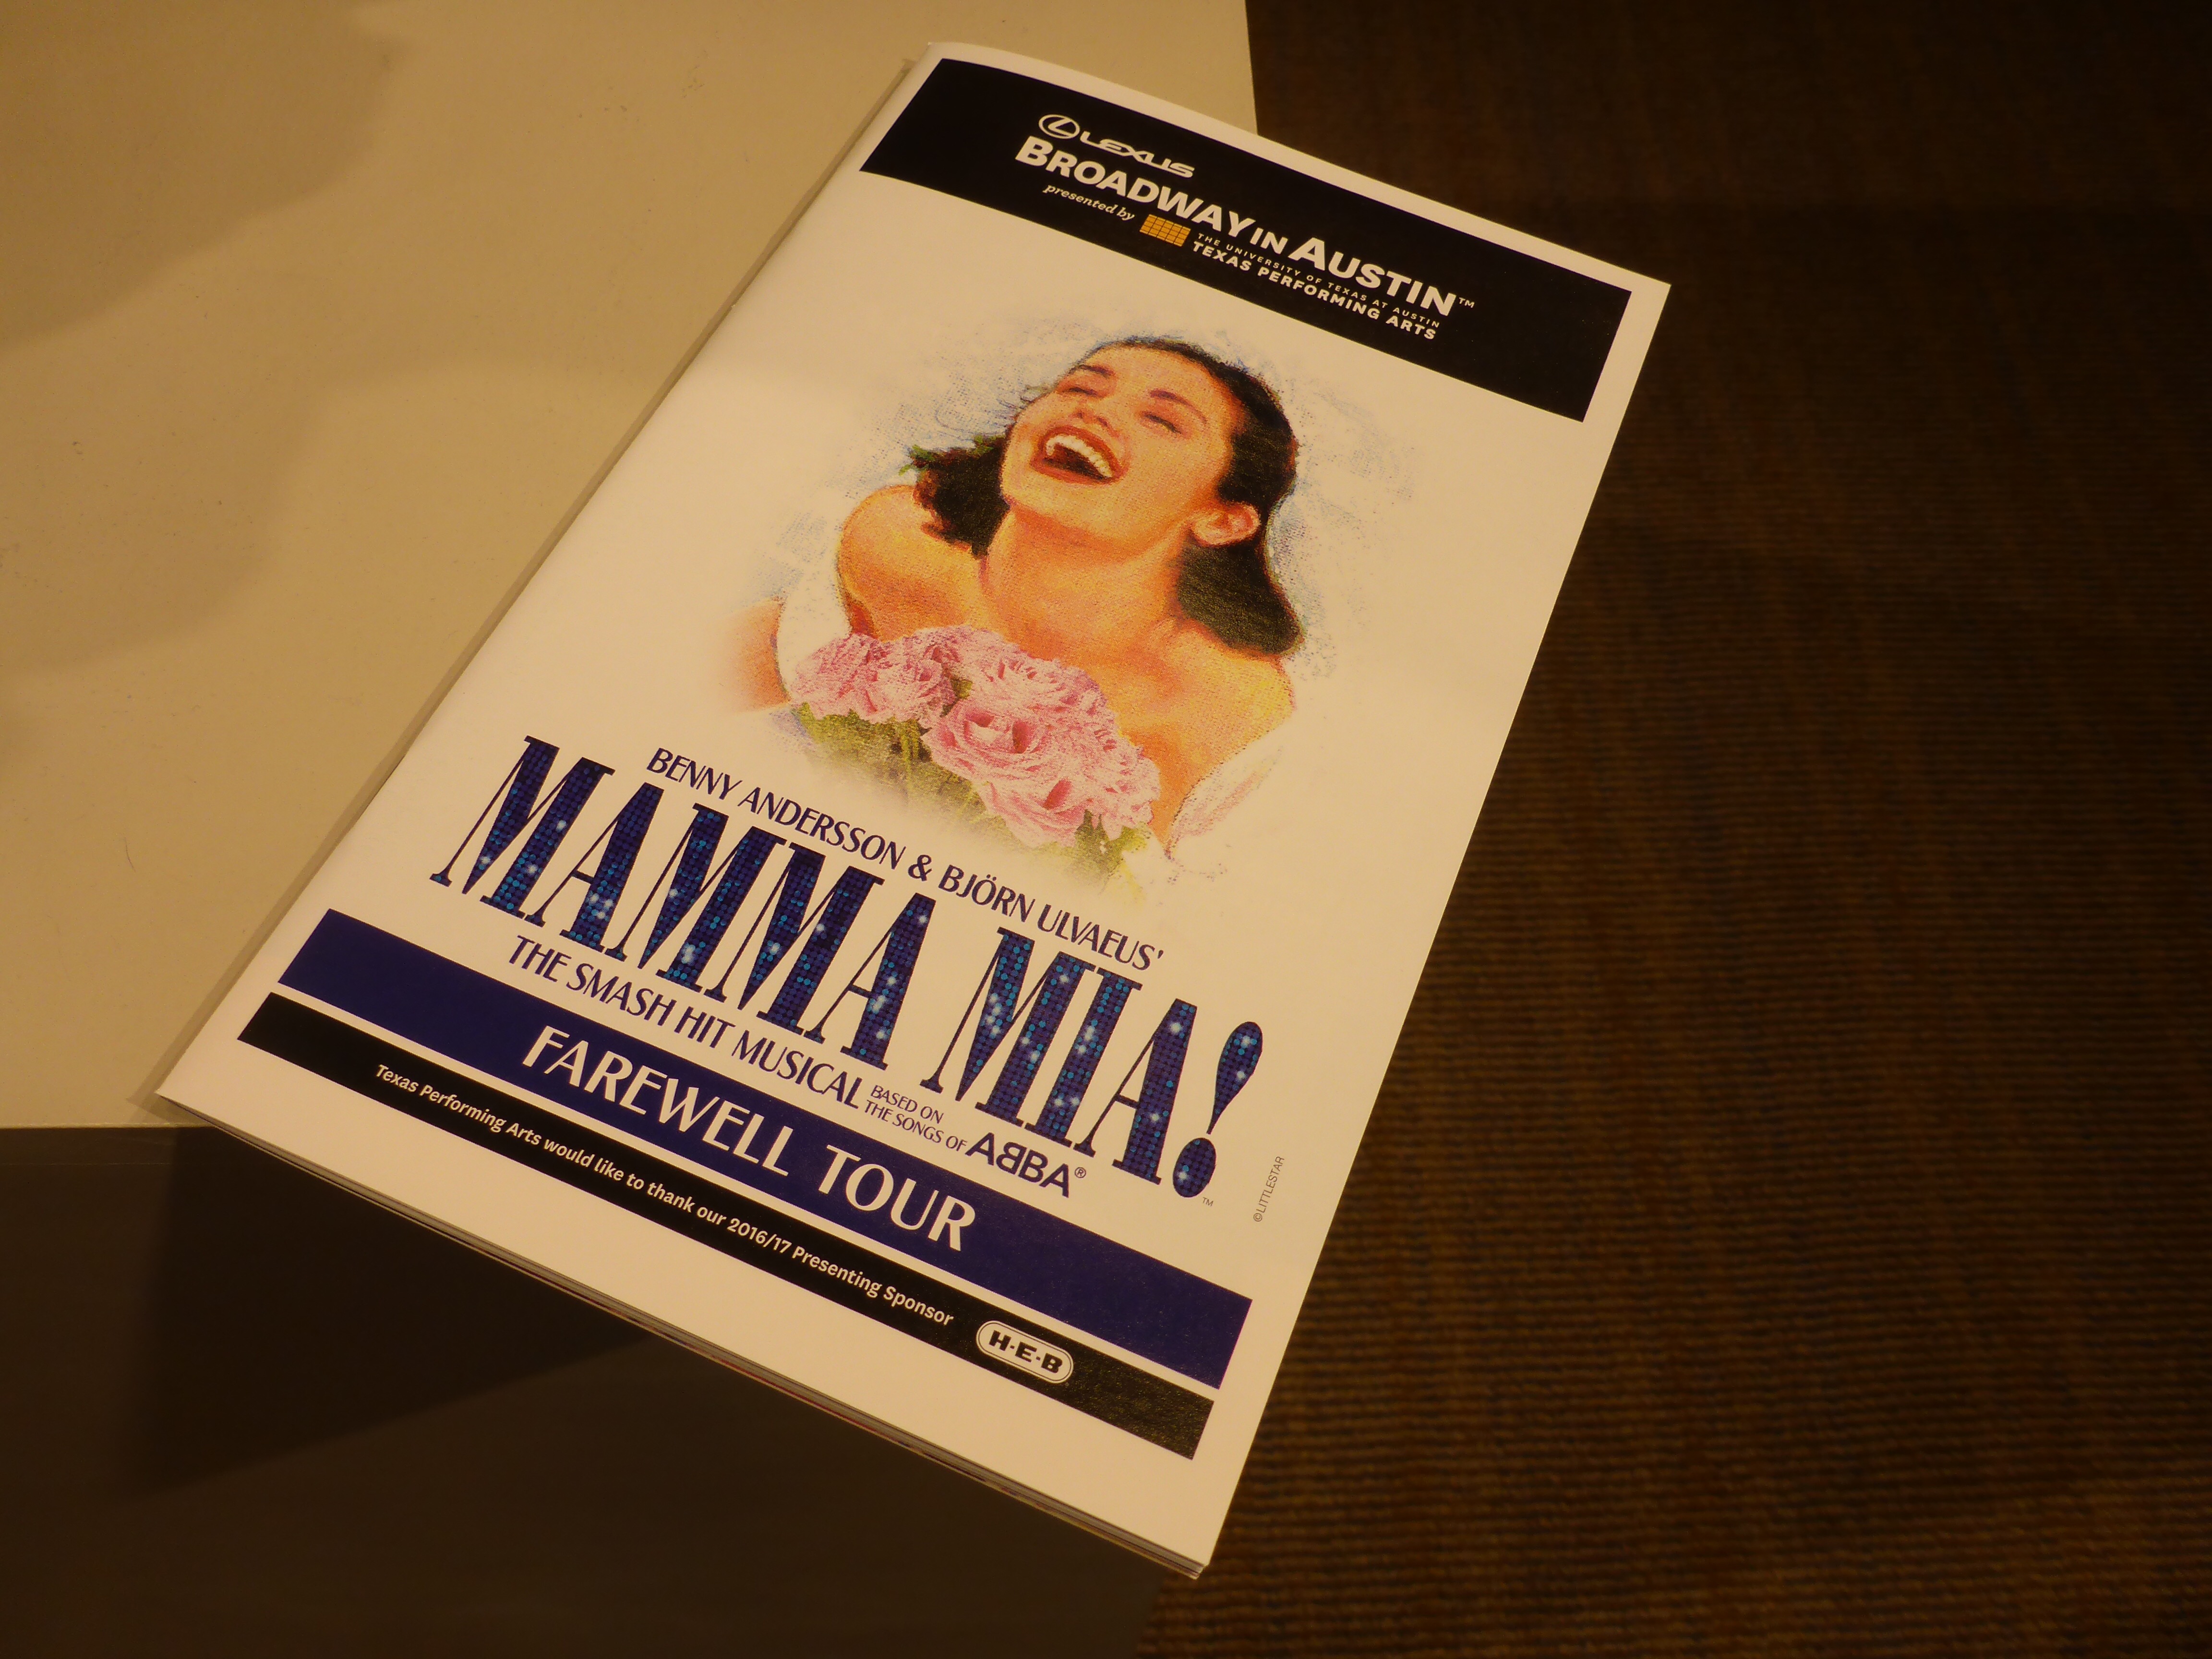 LEXUS
BROADWAY IN AUSTIN™
presented by
THE UNIVERSITY OF TEXAS AT AUSTIN
TEXAS PERFORMING ARTS
BENNY ANDERSSON & BJÖRN ULVAEUS'
MAMMA MIA!™
THE SMASH HIT MUSICAL
BASED ON
THE SONGS OF
ABBA®
©LITTLESTAR
FAREWELL TOUR
Texas Performing Arts would like to thank our 2016/17 Presenting Sponsor
H-E-B